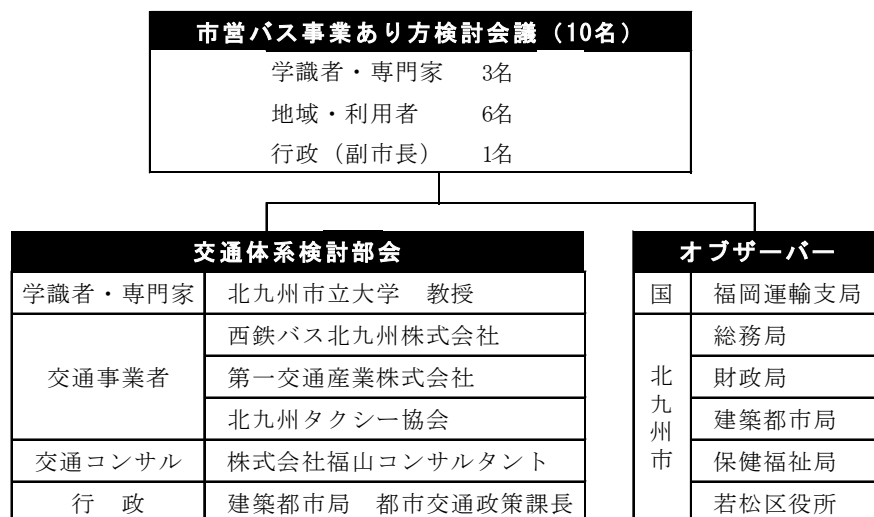 市営バス事業あり方検討会議（10名）
学識者・専門家　3名
地域・利用者　6名
行政（副市長）　1名
交通体系検討部会
学識者・専門家　北九州市立大学　教授
交通事業者
西鉄バス北九州株式会社
第一交通産業株式会社
北九州タクシー協会
交通コンサル　株式会社福山コンサルタント
行　政　建築都市局　都市交通政策課長
オブザーバー
国　福岡運輸支局
北九州市
総務局
財政局
建築都市局
保健福祉局
若松区役所